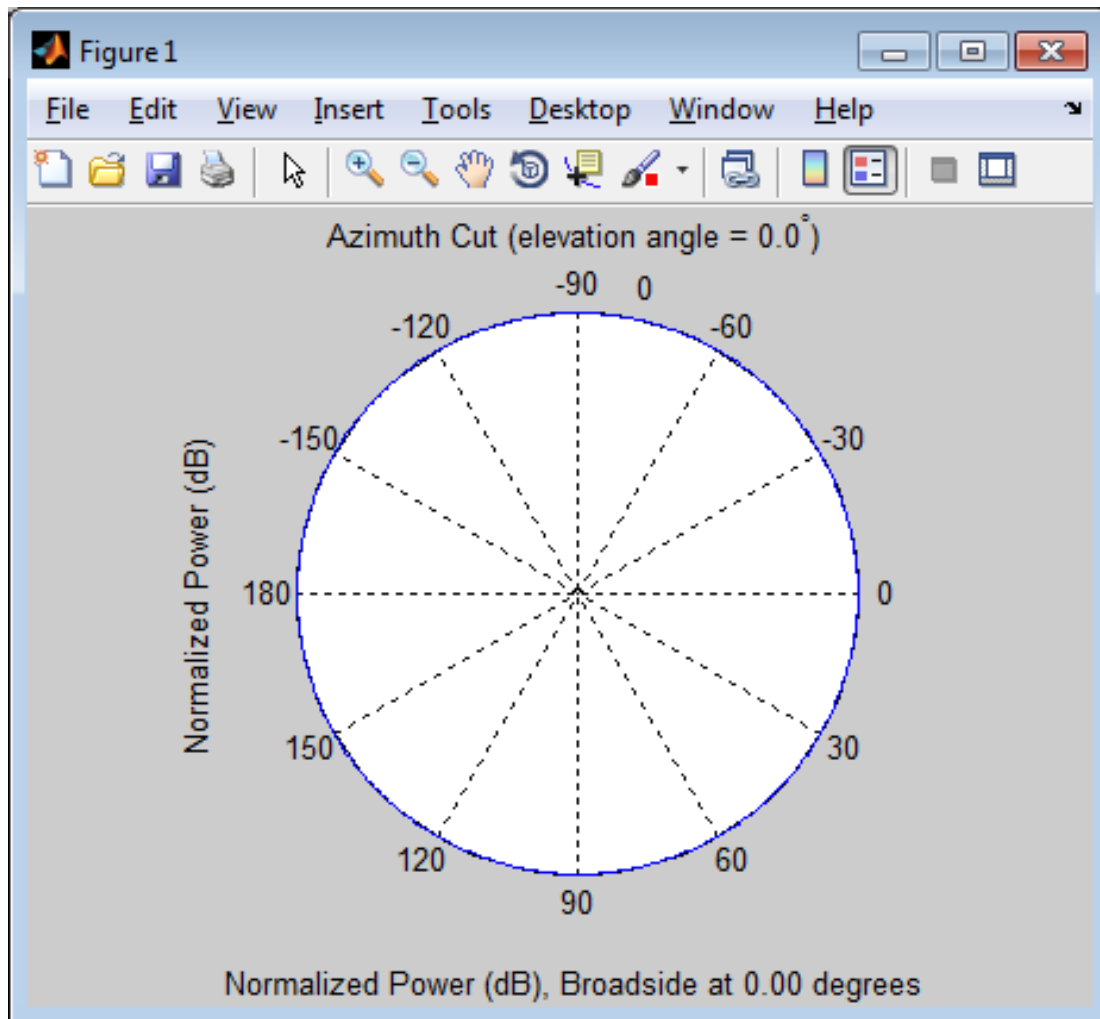 Figure 1
File Edit View Insert Tools Desktop Window Help
Azimuth Cut (elevation angle = 0.0°)
-90 0
-120 -60
-150 -30
Normalized Power (dB)
180 0
150 30
120 60
90
Normalized Power (dB), Broadside at 0.00 degrees